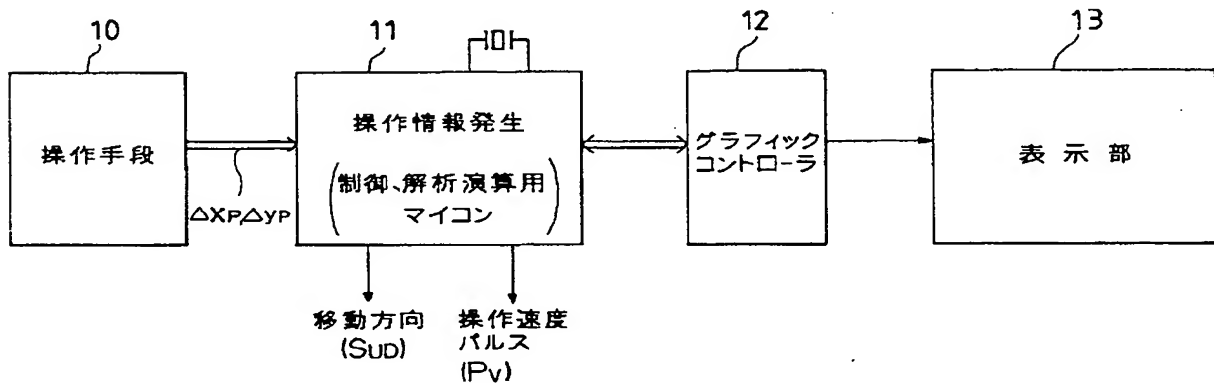 10
11
12
13
操作手段
操作情報発生
(制御、解析演算用
マイコン)
グラフィック
コントローラ
表示部
ΔXP,ΔyP
移動方向
(SUD)
操作速度
パルス
(PV)